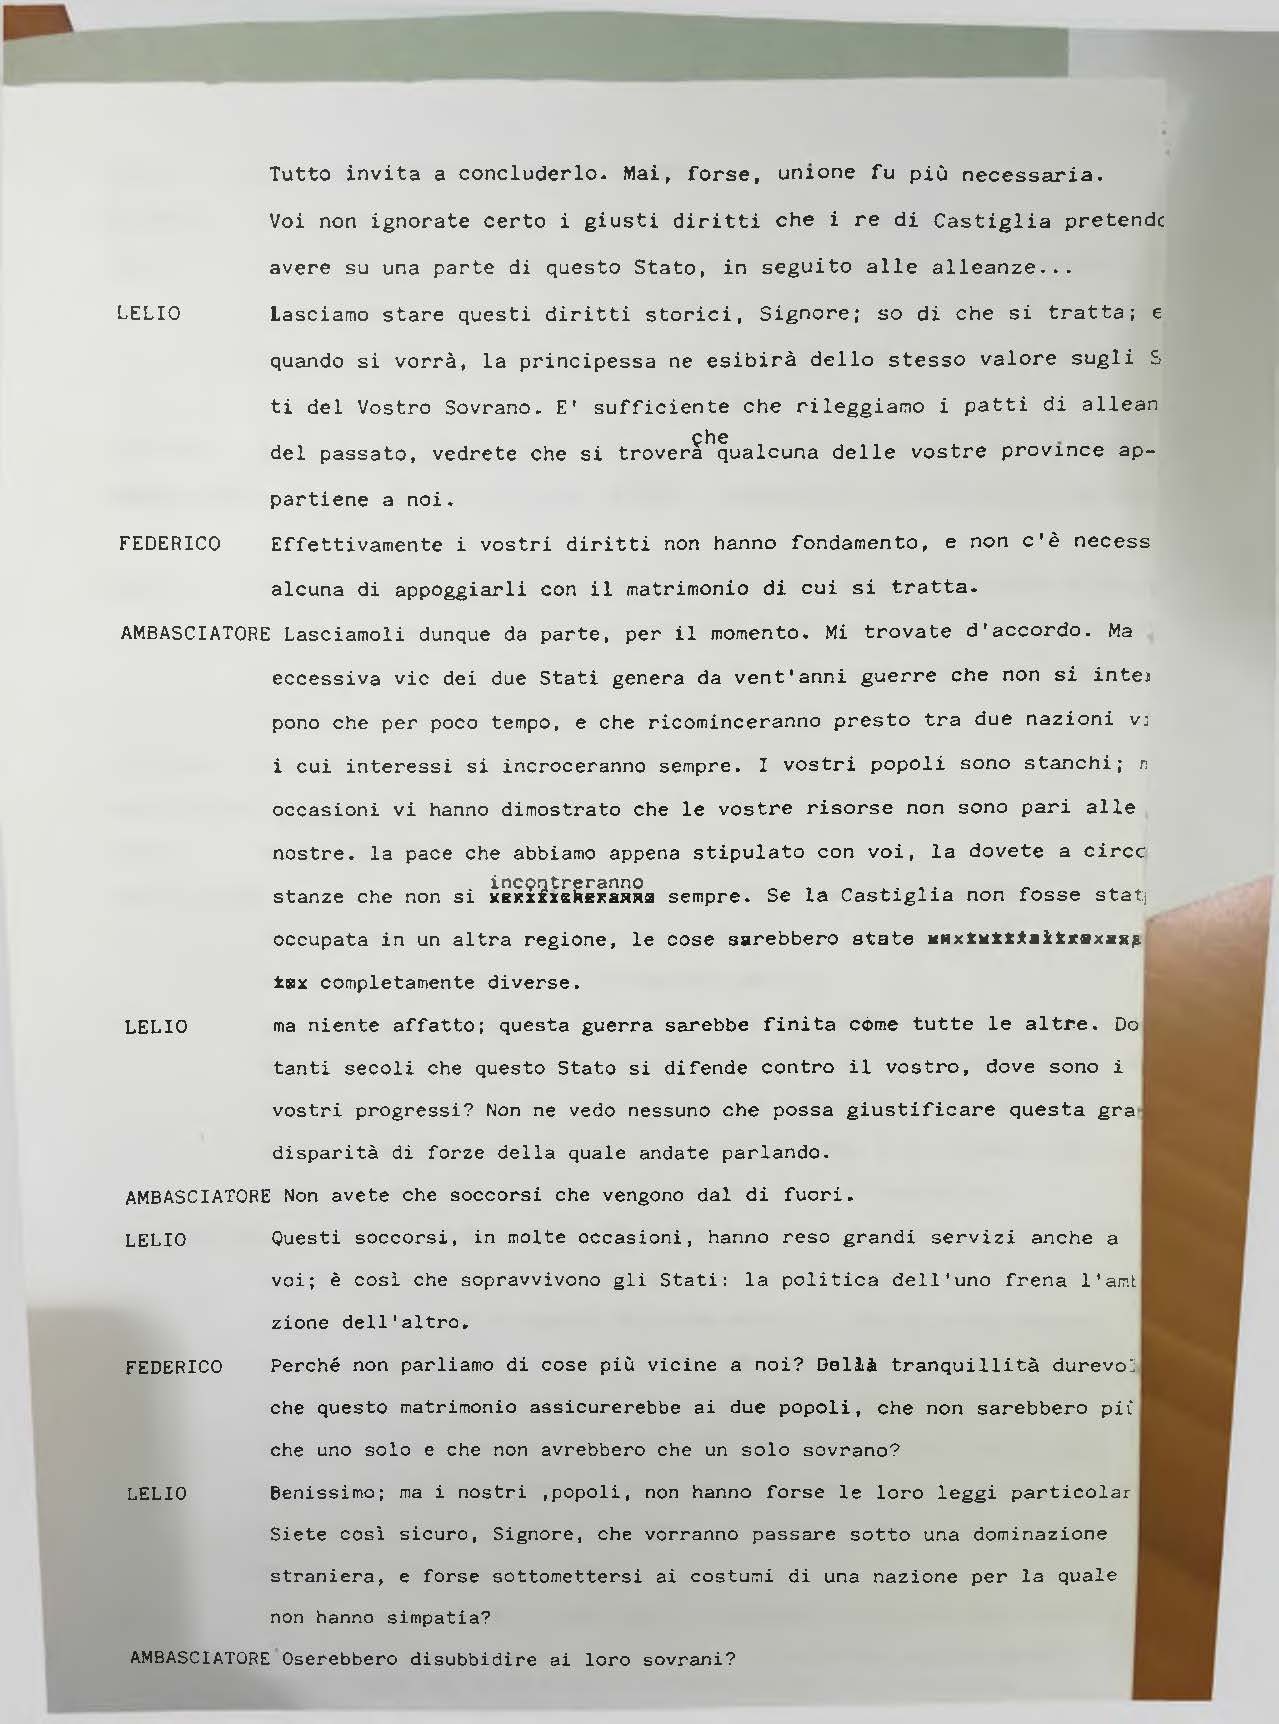 Tutto invita a concluderlo. Mai, forse, unione fu più necessaria.
Voi non ignorate certo i giusti diritti che i re di Castiglia
avere su una parte di questo Stato, in seguito alle alleanze...
LELIO Lasciamo stare questi diritti storici, Signore; so di che si tratta; e
quando si vorrà, la principessa ne esibirà dello stesso valore sugli S
ti del Vostro Sovrano. E' sufficiente che rileggiamo i patti di allean
che
del passato, vedrete che si troverà qualcuna delle vostre province ap-
partiene a noi.
FEDERICO Effettivamente i vostri diritti non hanno fondamento, e non c'è necess
alcuna di appoggiarli con il matrimonio di cui si tratta.
AMBASCIATORE Lasciamoli dunque da parte, per il momento. Mi trovate d'accordo. Ma
eccessiva vic dei due Stati genera da vent'anni guerre che non si inte
pono che per poco tempo, e che ricominceranno presto tra due nazioni
i cui interessi si incroceranno sempre. I vostri popoli sono stanchi;
occasioni vi hanno dimostrato che le vostre risorse non sono pari alle
nostre. la pace che abbiamo appena stipulato con voi, la dovete a circo
incontreranno
stanze che non si sempre. Se la Castiglia non fosse stat
occupata in un altra regione, le cose sarebbero state
completamente diverse.
LELIO ma niente affatto; questa guerra sarebbe finita come tutte le altre. Do
tanti secoli che questo Stato si difende contro il vostro, dove sono i
vostri progressi? Non ne vedo nessuno che possa giustificare questa gra
disparità di forze della quale andate parlando.
AMBASCIATORE Non avete che soccorsi che vengono dal di fuori.
LELIO Questi soccorsi, in molte occasioni, hanno reso grandi servizi anche a
voi; è così che sopravvivono gli Stati: la politica dell'uno frena l'amb
zione dell'altro.
FEDERICO Perché non parliamo di cose più vicine a noi? Della tranquillità durevol
che questo matrimonio assicurerebbe ai due popoli, che non sarebbero più
che uno solo e che non avrebbero che un solo sovrano?
LELIO Benissimo; ma i nostri ,popoli, non hanno forse le loro leggi particolar
Siete così sicuro, Signore, che vorranno passare sotto una dominazione
straniera, e forse sottomettersi ai costumi di una nazione per la quale
non hanno simpatia?
AMBASCIATORE Oserebbero disubbidire ai loro sovrani?